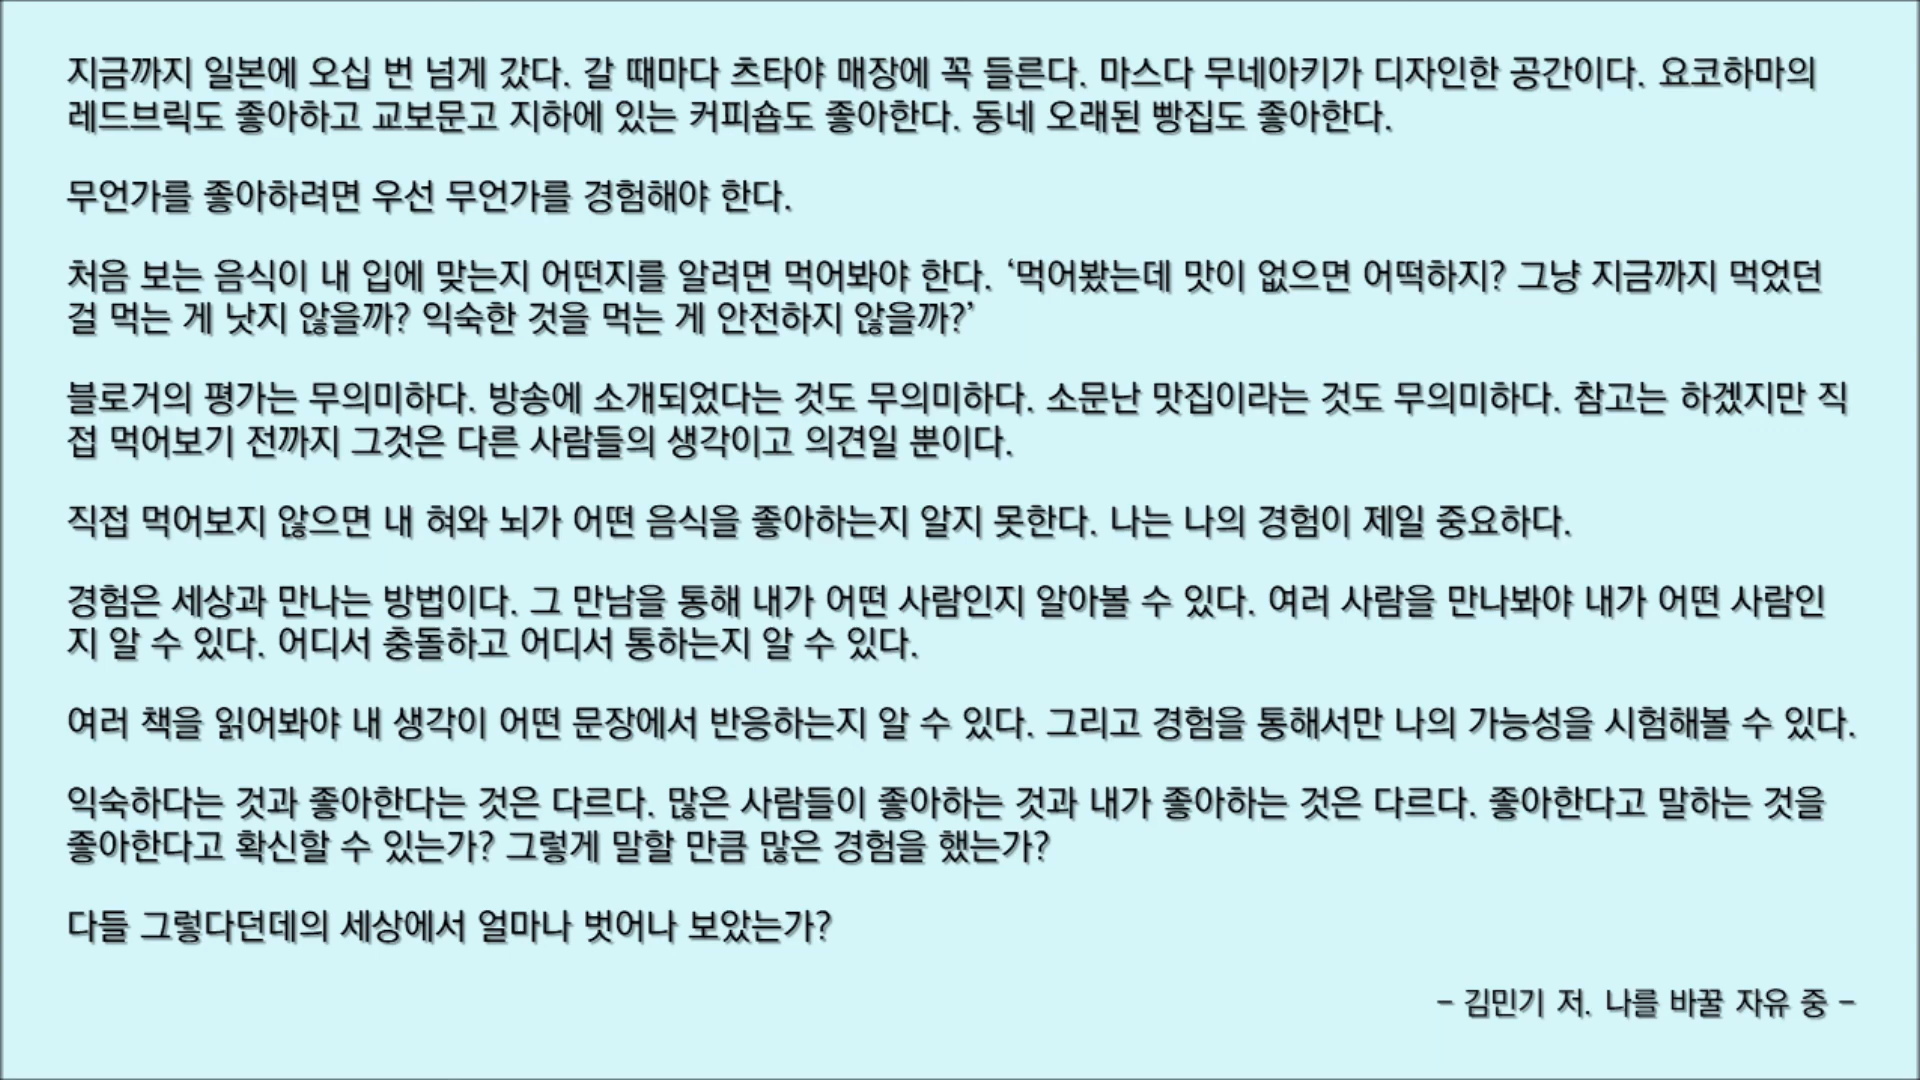 지금까지 일본에 오십 번 넘게 갔다. 갈 때마다 츠타야 매장에 꼭 들른다. 마스다 무네아키가 디자인한 공간이다. 요코하마의
레드브릭도 좋아하고 교보문고 지하에 있는 커피숍도 좋아한다. 동네 오래된 빵집도 좋아한다.
무언가를 좋아하려면 우선 무언가를 경험해야 한다.
처음 보는 음식이 내 입에 맞는지 어떤지를 알려면 먹어봐야 한다. ‘먹어봤는데 맛이 없으면 어떡하지? 그냥 지금까지 먹었던
걸 먹는 게 낫지 않을까? 익숙한 것을 먹는 게 안전하지 않을까?’
블로거의 평가는 무의미하다. 방송에 소개되었다는 것도 무의미하다. 소문난 맛집이라는 것도 무의미하다. 참고는 하겠지만 직
접 먹어보기 전까지 그것은 다른 사람들의 생각이고 의견일 뿐이다.
직접 먹어보지 않으면 내 혀와 뇌가 어떤 음식을 좋아하는지 알지 못한다. 나는 나의 경험이 제일 중요하다.
경험은 세상과 만나는 방법이다. 그 만남을 통해 내가 어떤 사람인지 알아볼 수 있다. 여러 사람을 만나봐야 내가 어떤 사람인
지 알 수 있다. 어디서 충돌하고 어디서 통하는지 알 수 있다.
여러 책을 읽어봐야 내 생각이 어떤 문장에서 반응하는지 알 수 있다. 그리고 경험을 통해서만 나의 가능성을 시험해볼 수 있다.
익숙하다는 것과 좋아한다는 것은 다르다. 많은 사람들이 좋아하는 것과 내가 좋아하는 것은 다르다. 좋아한다고 말하는 것을
좋아한다고 확신할 수 있는가? 그렇게 말할 만큼 많은 경험을 했는가?
다들 그렇다던데의 세상에서 얼마나 벗어나 보았는가?
- 김민기 저. 나를 바꿀 자유 중 -